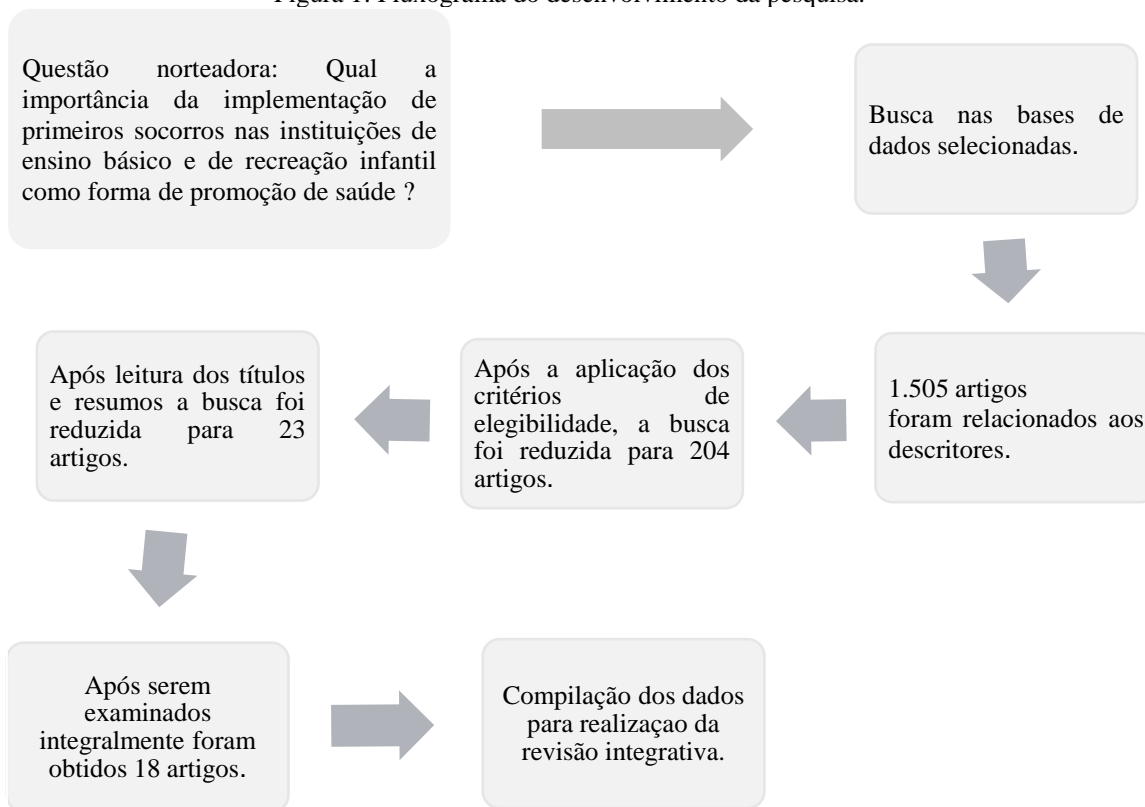 Figura 1: Fluxograma do desenvolvimento da pesquisa.
Questão norteadora: Qual a
importância da implementação de
primeiros socorros nas instituições de
ensino básico e de recreação infantil
como forma de promoção de saúde ?
Busca nas bases de
dados selecionadas.
1.505 artigos
foram relacionados aos
descritores.
Após a aplicação dos
critérios de
elegibilidade, a busca
foi reduzida para 204
artigos.
Após leitura dos títulos
e resumos a busca foi
reduzida para 23
artigos.
Após serem
examinados
integralmente foram
obtidos 18 artigos.
Compilação dos dados
para realizaçao da
revisão integrativa.